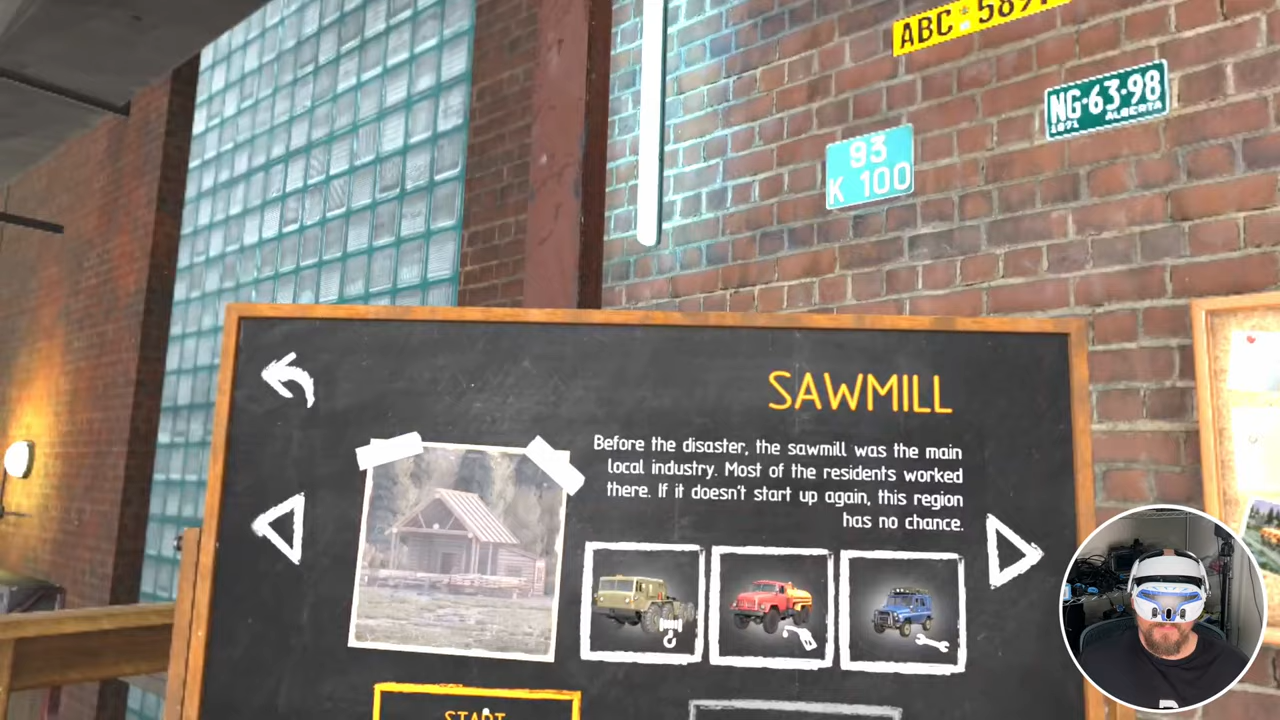 ABC
NG·63·98
1971 ALBERTA
93
K 100
SAWMILL
Before the disaster, the sawmill was the main
local industry. Most of the residents worked
there. If it doesn't start up again, this region
has no chance.
START